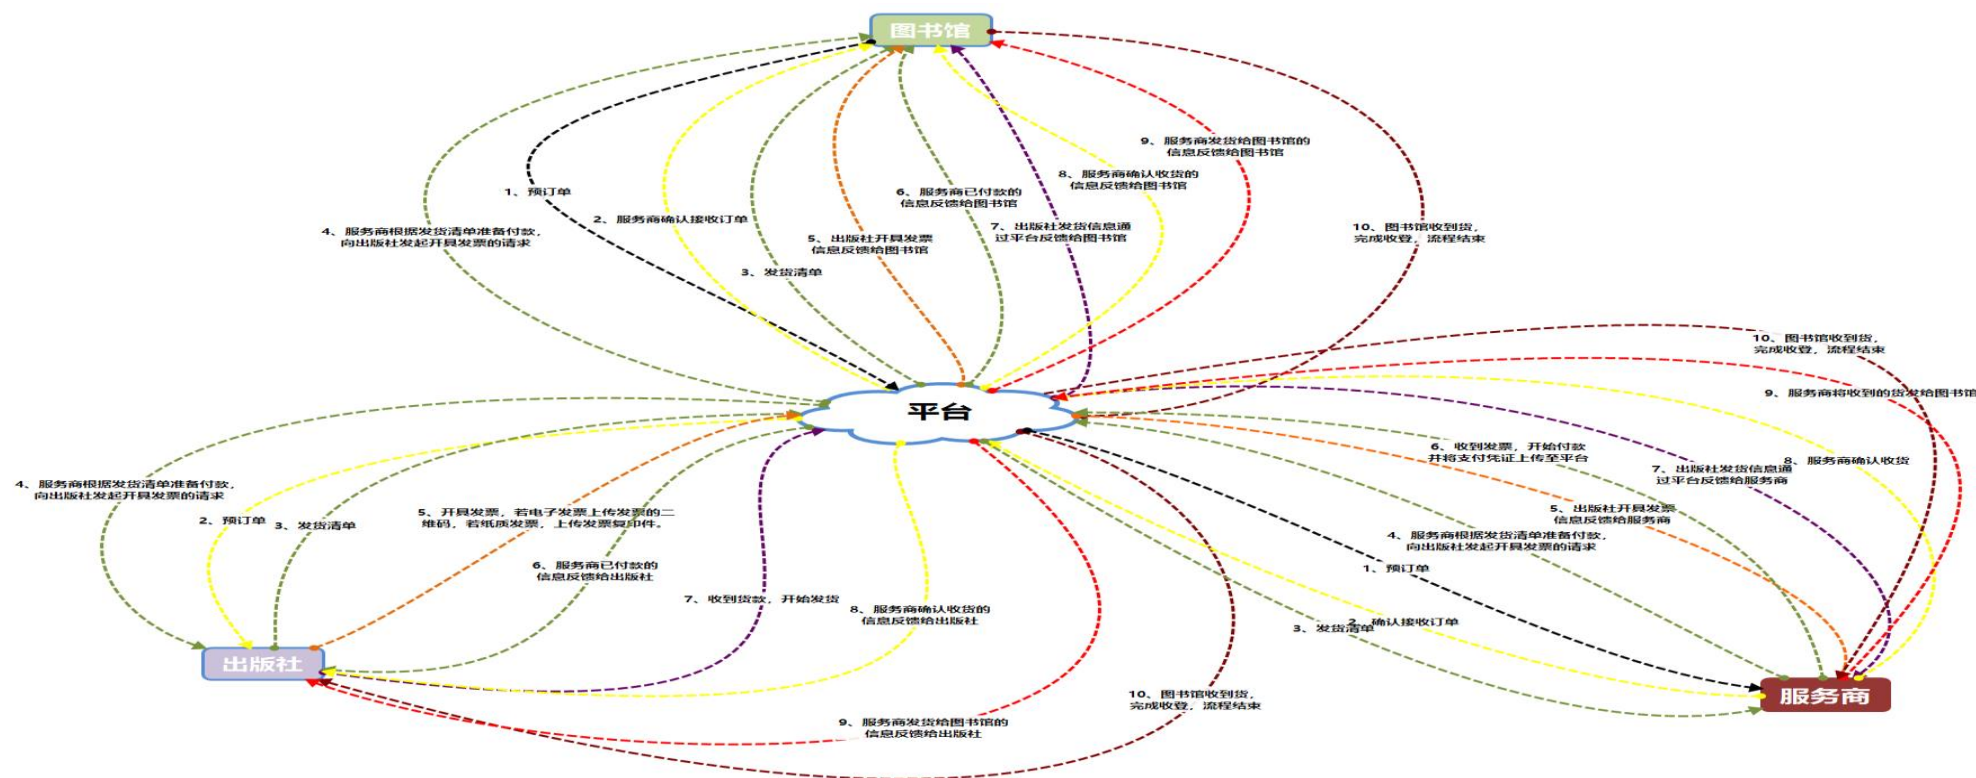 图书馆
9、服务商发货给图书馆的
信息反馈给图书馆
8、服务商确认收货的
信息反馈给图书馆
1、预订单
6、服务商已付款的
信息反馈给图书馆
2、服务商确认接收订单
7、出版社发货信息通
过平台反馈给图书馆
10、图书馆收到货，
完成收登，流程结束
4、服务商根据发货清单准备付款，
向出版社发起开具发票的请求
5、出版社开具发票
信息反馈给图书馆
3、发货清单
10、图书馆收到货，
完成收登，流程结束
9、服务商将收到的货发给图书馆
平台
6、收到发票，开始付款
并将支付凭证上传至平台
8、服务商确认收货
7、出版社发货信息通
过平台反馈给服务商
4、服务商根据发货清单准备付款，
向出版社发起开具发票的请求
2、预订单
3、发货清单
5、开具发票，若电子发票上传发票的二
维码，若纸质发票，上传发票复印件。
5、出版社开具发票
信息反馈给服务商
4、服务商根据发货清单准备付款，
向出版社发起开具发票的请求
6、服务商已付款的
信息反馈给出版社
1、预订单
7、收到货款，开始发货
8、服务商确认收货的
信息反馈给出版社
2、确认接收订单
3、发货清单
出版社
10、图书馆收到货，
完成收登，流程结束
服务商
9、服务商发货给图书馆的
信息反馈给出版社